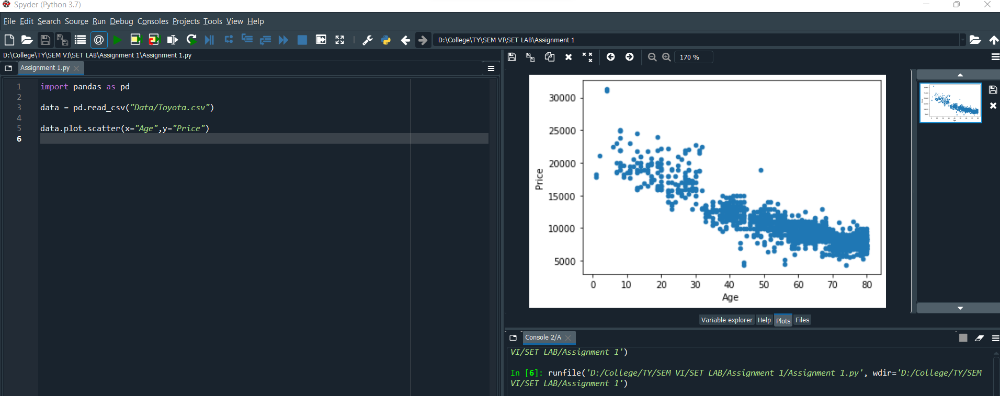 Spyder (Python 3.7)
File Edit Search Source Run Debug Consoles Projects Tools View Help
D:\College\TY\SEM VI\SET LAB\Assignment 1
D:\College\TY\SEM VI\SET LAB\Assignment 1\Assignment 1.py
Assignment 1.py
1 import pandas as pd
2
3 data = pd.read_csv("Data/Toyota.csv")
4
5 data.plot.scatter(x="Age",y="Price")
6
170 %
30000
25000
20000
15000
10000
5000
Price
0 10 20 30 40 50 60 70 80
Age
Variable explorer Help Plots Files
Console 2/A
VI/SET LAB/Assignment 1')
In [6]: runfile('D:/College/TY/SEM VI/SET LAB/Assignment 1/Assignment 1.py', wdir='D:/College/TY/SEM
VI/SET LAB/Assignment 1')